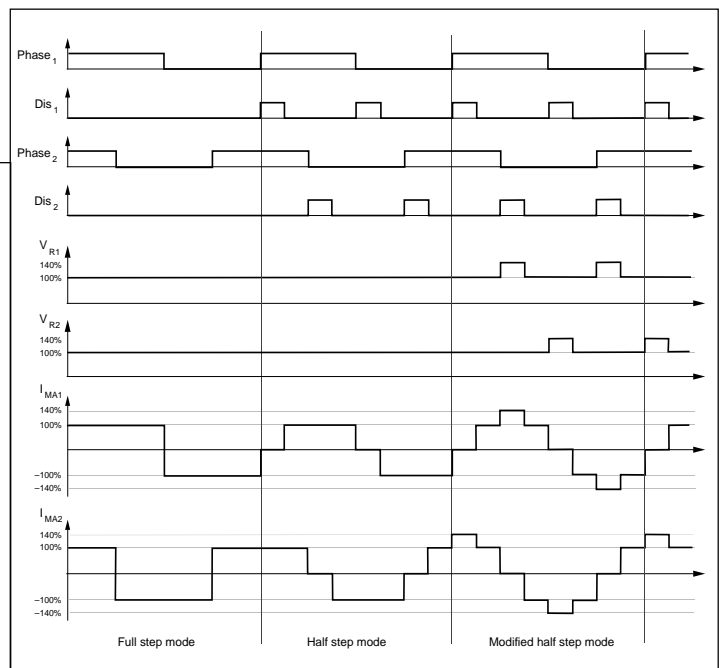 Phase 1
Dis 1
Phase 2
Dis 2
V R1
140%
100%
V R2
140%
100%
I MA1
140%
100%
–100%
–140%
I MA2
140%
100%
–100%
–140%
Full step mode Half step mode Modified half step mode